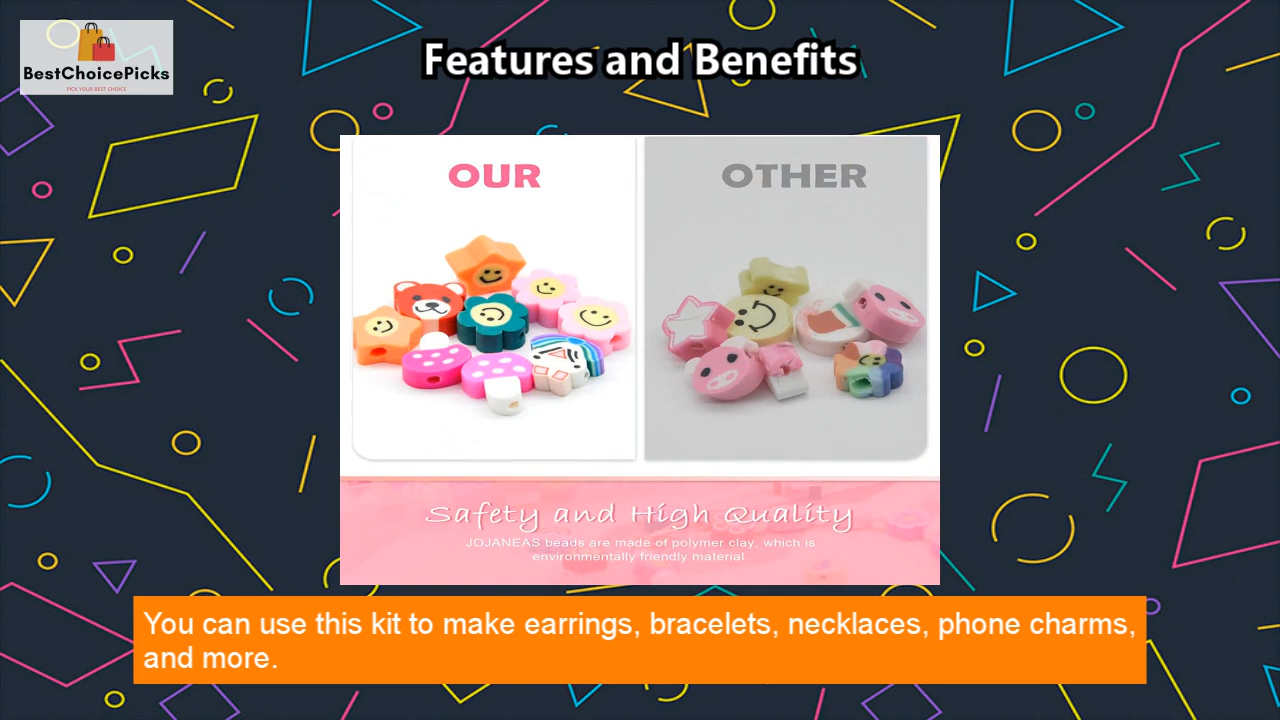 BestChoicePicks
PICK YOUR BEST CHOICE
Features and Benefits
OUR
OTHER
Safety and High Quality
JOJANEAS beads are made of polymer clay, which is
environmentally friendly material.
You can use this kit to make earrings, bracelets, necklaces, phone charms,
and more.